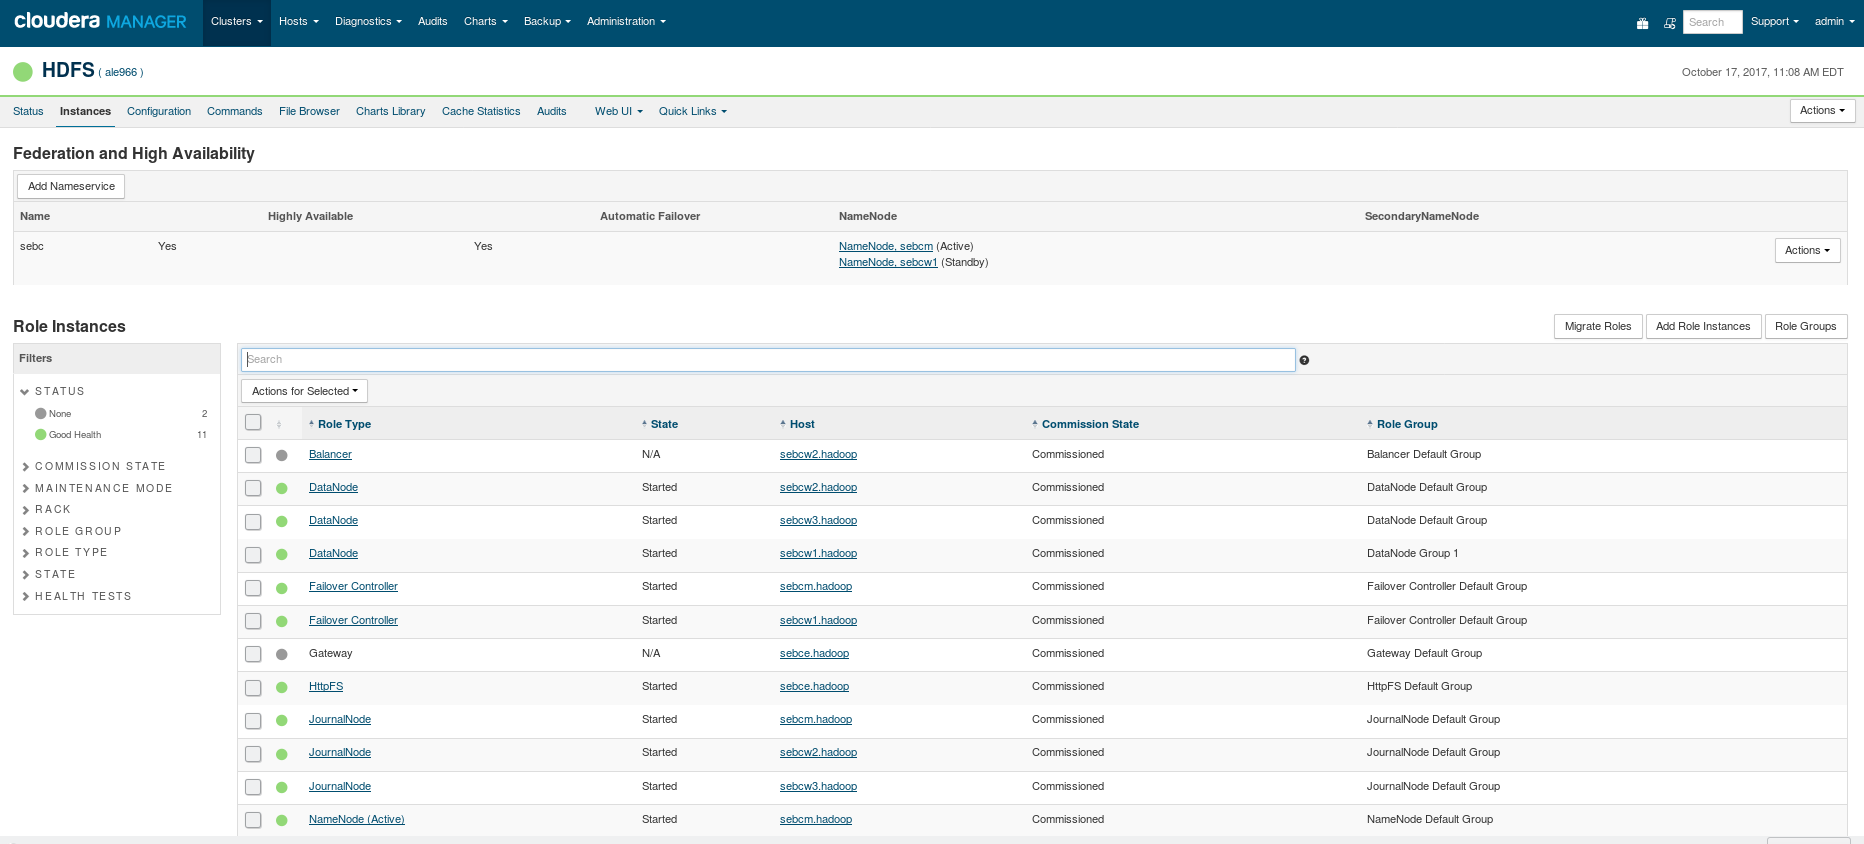 cloudera MANAGER Clusters Hosts Diagnostics Audits Charts Backup Administration Search Support admin
HDFS ( ale966 ) October 17, 2017, 11:08 AM EDT
Status Instances Configuration Commands File Browser Charts Library Cache Statistics Audits Web UI Quick Links Actions
Federation and High Availability
Add Nameservice
Name Highly Available Automatic Failover NameNode SecondaryNameNode
sebc Yes Yes NameNode, sebcm (Active) Actions
NameNode, sebcw1 (Standby)
Role Instances Migrate Roles Add Role Instances Role Groups
Filters
STATUS
None 2
Good Health 11
COMMISSION STATE
MAINTENANCE MODE
RACK
ROLE GROUP
ROLE TYPE
STATE
HEALTH TESTS
Search ?
Actions for Selected
Role Type State Host Commission State Role Group
Balancer N/A sebcw2.hadoop Commissioned Balancer Default Group
DataNode Started sebcw2.hadoop Commissioned DataNode Default Group
DataNode Started sebcw3.hadoop Commissioned DataNode Default Group
DataNode Started sebcw1.hadoop Commissioned DataNode Group 1
Failover Controller Started sebcm.hadoop Commissioned Failover Controller Default Group
Failover Controller Started sebcw1.hadoop Commissioned Failover Controller Default Group
Gateway N/A sebce.hadoop Commissioned Gateway Default Group
HttpFS Started sebce.hadoop Commissioned HttpFS Default Group
JournalNode Started sebcm.hadoop Commissioned JournalNode Default Group
JournalNode Started sebcw2.hadoop Commissioned JournalNode Default Group
JournalNode Started sebcw3.hadoop Commissioned JournalNode Default Group
NameNode (Active) Started sebcm.hadoop Commissioned NameNode Default Group